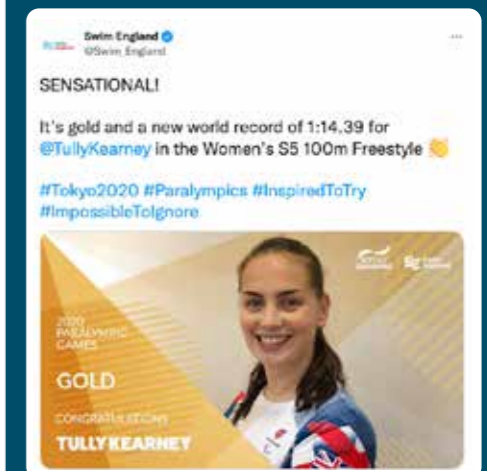 Swim England
@Swim_England
SENSATIONAL!
It's gold and a new world record of 1:14.39 for
@TullyKearney in the Women's S5 100m Freestyle 👏
#Tokyo2020 #Paralympics #InspiredToTry
#ImpossibleToIgnore
2020
PARALYMPIC
GAMES
GOLD
CONGRATULATIONS
TULLY KEARNEY